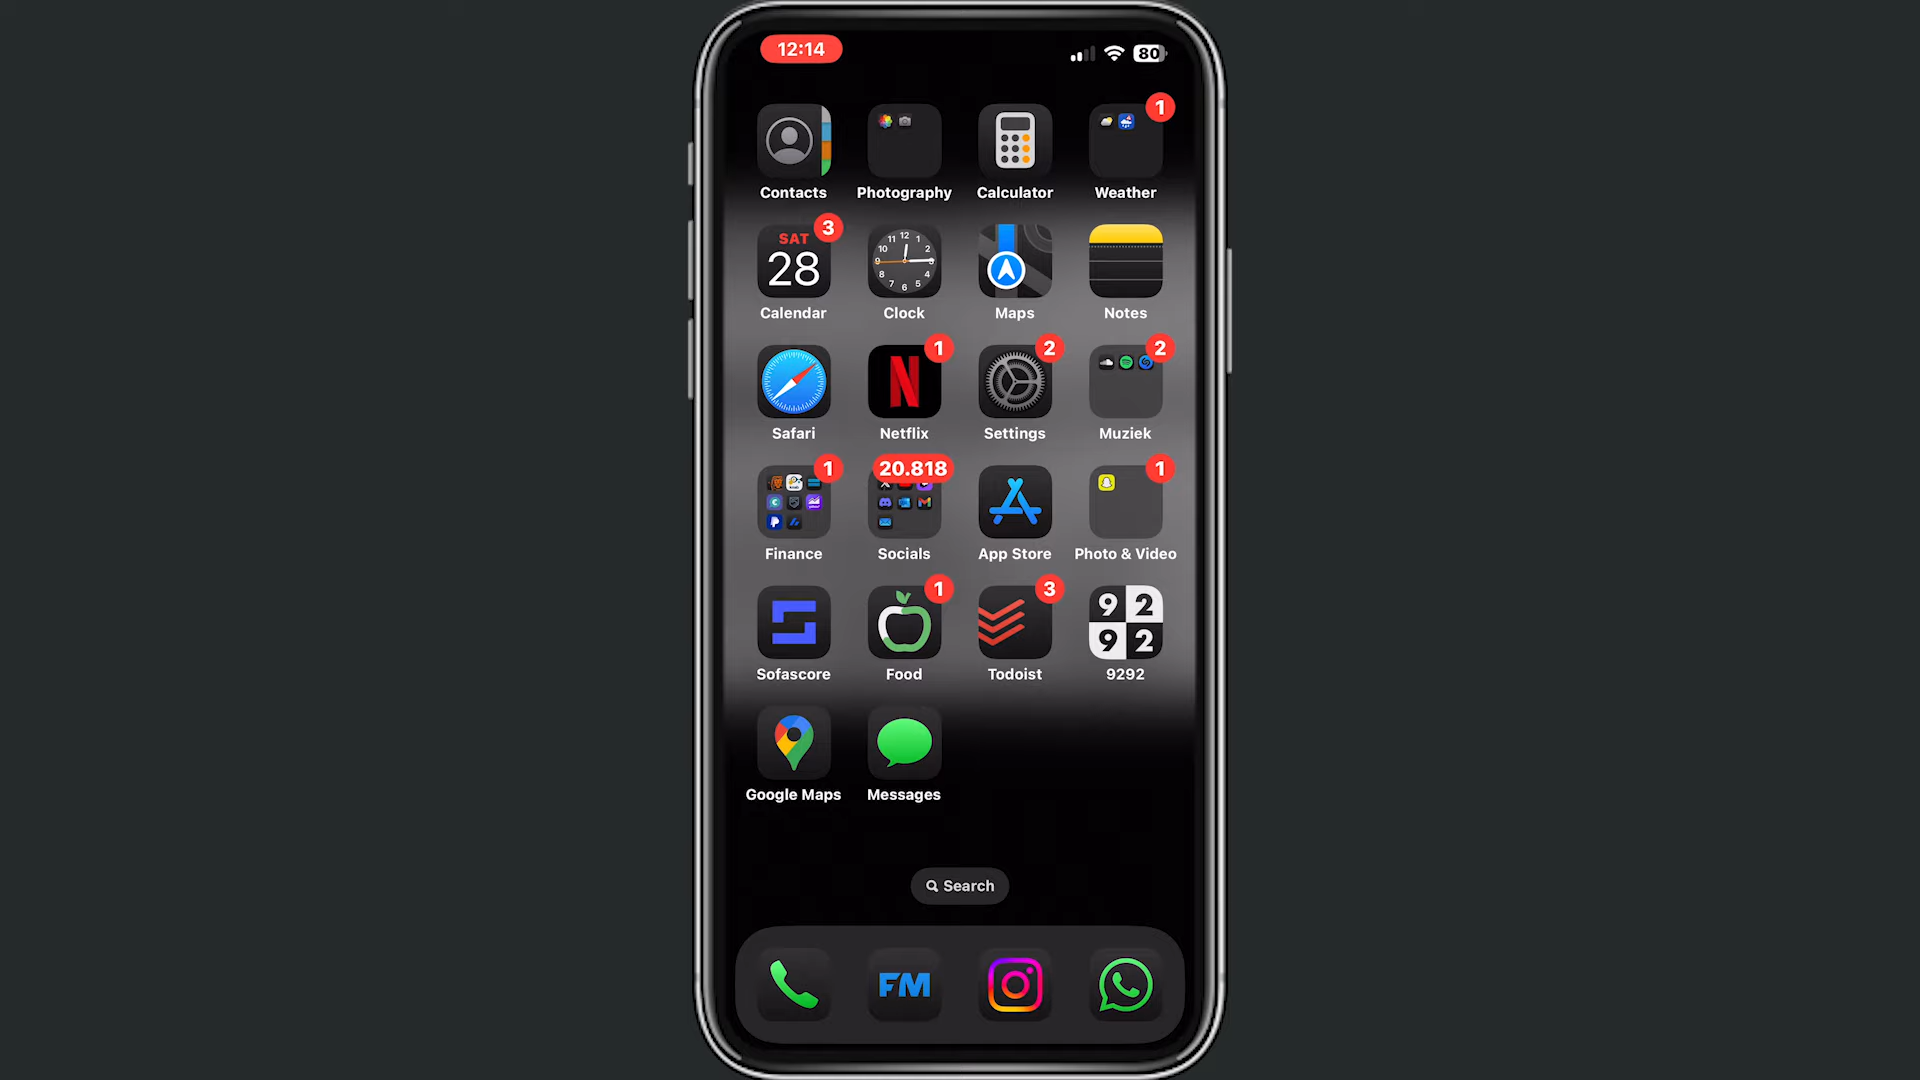 12:14
80
1
Contacts
Photography
Calculator
Weather
SAT
28
3
12
Calendar
Clock
Maps
Notes
N
1
2
2
Safari
Netflix
Settings
Muziek
1
20.818
1
Finance
Socials
App Store
Photo & Video
1
3
9 2
9 2
Sofascore
Food
Todoist
9292
Google Maps
Messages
Search
FM